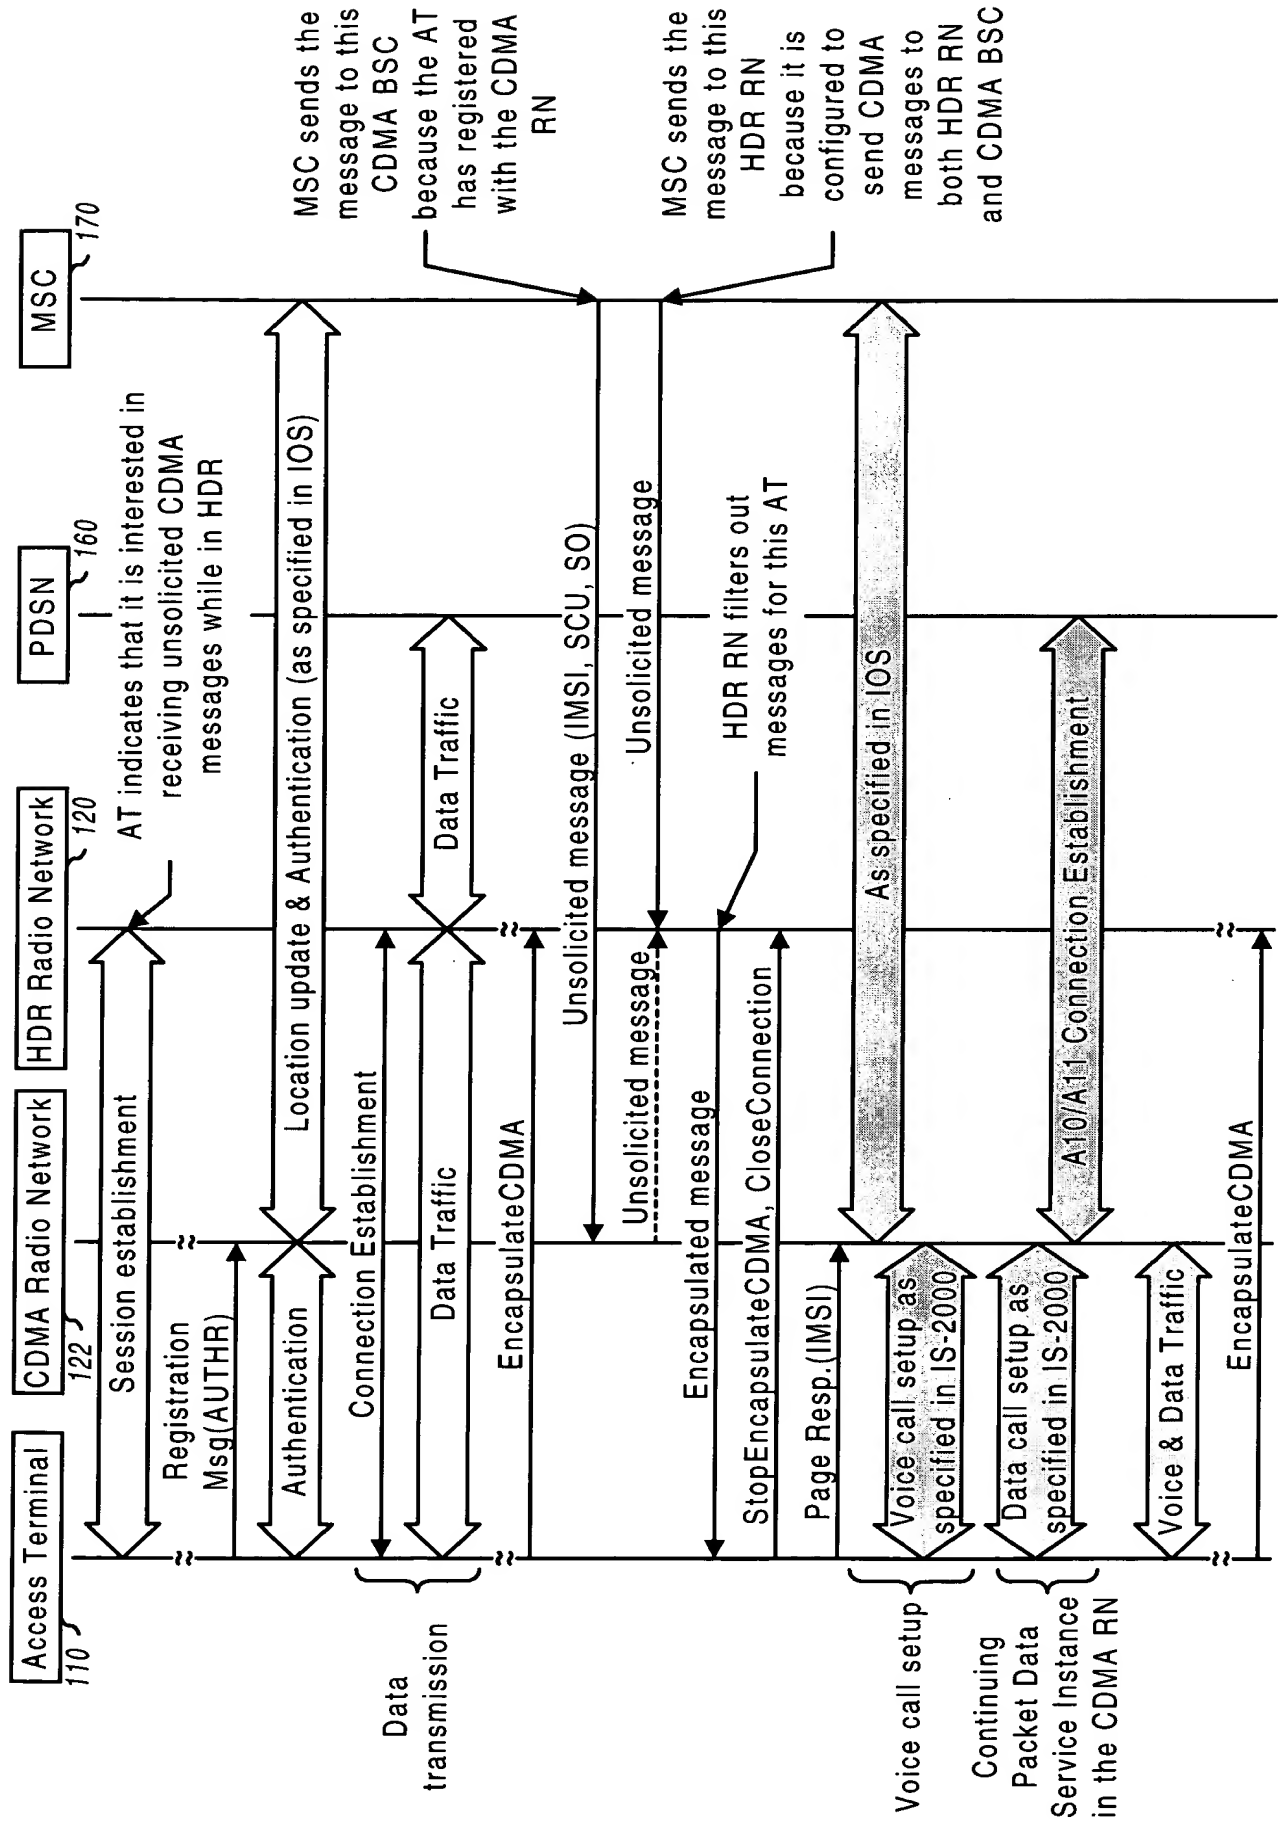 Access Terminal
110
CDMA Radio Network
122
HDR Radio Network
120
PDSN
160
MSC
170
Session establishment
AT indicates that it is interested in
receiving unsolicited CDMA
messages while in HDR
Registration
Msg(AUTHR)
Authentication
Location update & Authentication (as specified in IOS)
MSC sends the
message to this
CDMA BSC
because the AT
has registered
with the CDMA
RN
Data
transmission
Connection Establishment
Data Traffic
Data Traffic
EncapsulateCDMA
Unsolicited message (IMSI, SCU, SO)
Unsolicited message
Unsolicited message
MSC sends the
message to this
HDR RN
because it is
configured to
send CDMA
messages to
both HDR RN
and CDMA BSC
Encapsulated message
HDR RN filters out
messages for this AT
StopEncapsulateCDMA, CloseConnection
Page Resp.(IMSI)
Voice call setup
Voice call setup as
specified in IS-2000
As specified in IOS
Continuing
Packet Data
Service Instance
in the CDMA RN
Data call setup as
specified in IS-2000
A10/A11 Connection Establishment
Voice & Data Traffic
EncapsulateCDMA